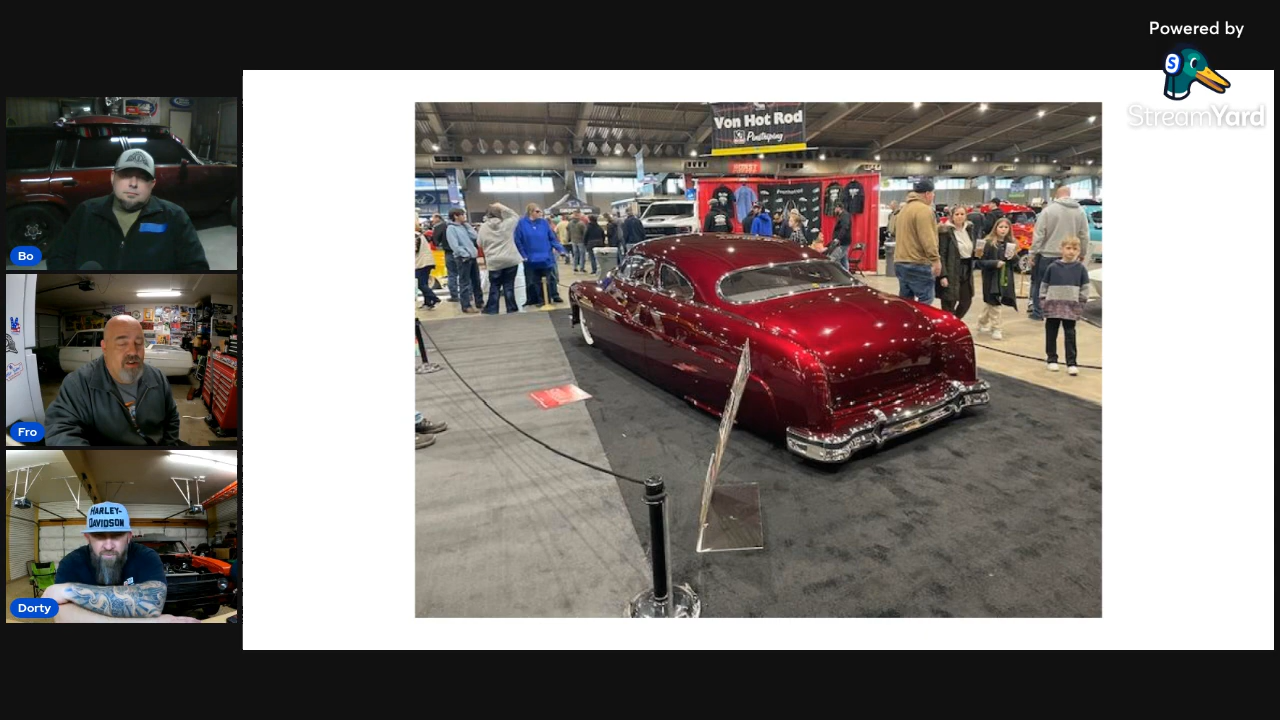 Powered by
StreamYard
S
Bo
Fro
HARLEY-
DAVIDSON
Dorty
Von Hot Rod
Pinstriping